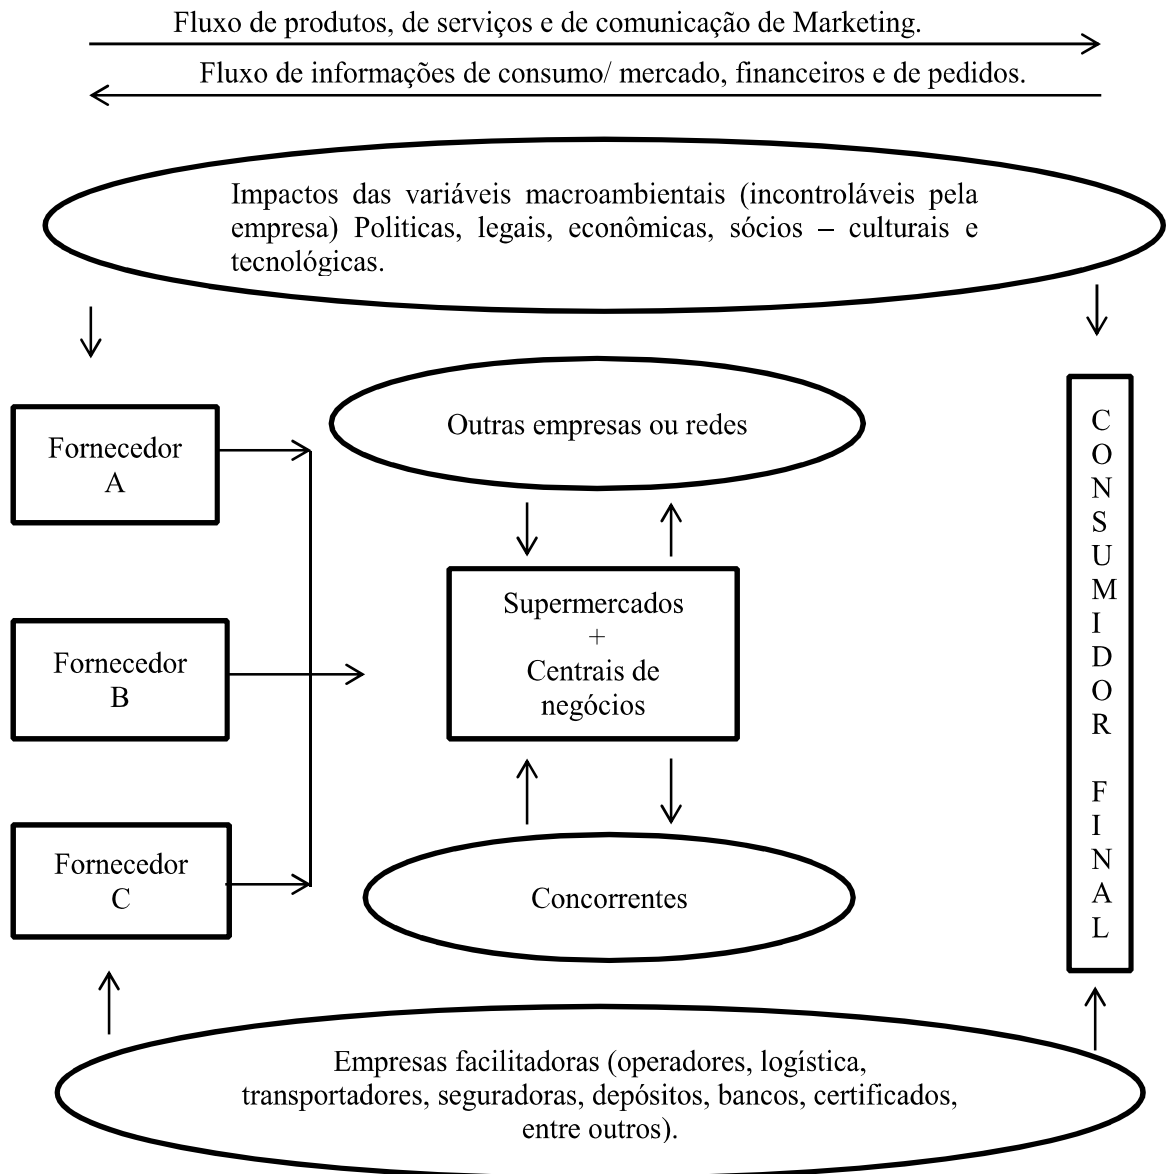 Fluxo de produtos, de serviços e de comunicação de Marketing.
Fluxo de informações de consumo/ mercado, financeiros e de pedidos.
Impactos das variáveis macroambientais (incontroláveis pela
empresa) Politicas, legais, econômicas, sócios – culturais e
tecnológicas.
Outras empresas ou redes
Fornecedor
A
Supermercados
+
Centrais de
negócios
Fornecedor
B
Fornecedor
C
Concorrentes
C
O
N
S
U
M
I
D
O
R
F
I
N
A
L
Empresas facilitadoras (operadores, logística,
transportadores, seguradoras, depósitos, bancos, certificados,
entre outros).